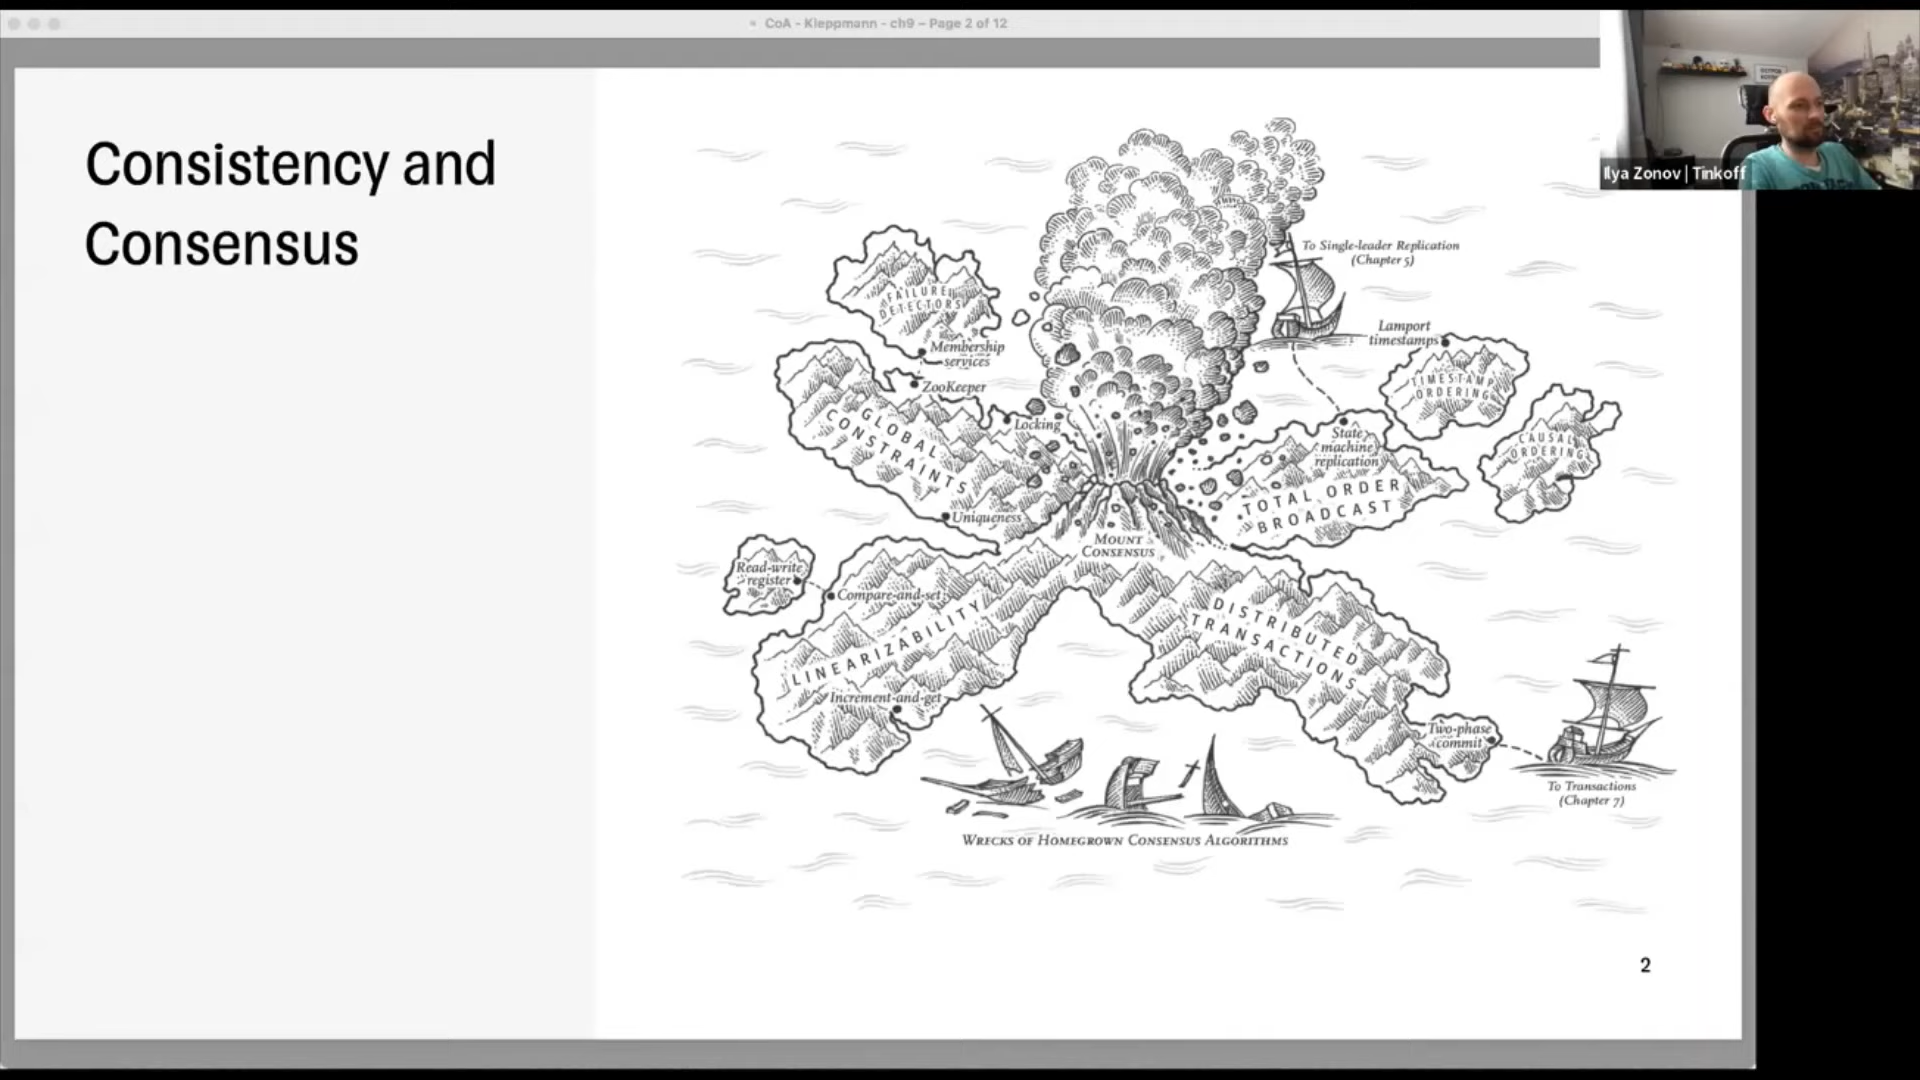 CoA - Kleppmann - ch9 – Page 2 of 12
Ilya Zonov | Tinkoff
Consistency and
Consensus
To Single-leader Replication
(Chapter 5)
FAILURE
DETECTORS
Membership
services
ZooKeeper
Lamport
timestamps
TIMESTAMP
ORDERING
GLOBAL
CONSTRAINTS
Locking
State
machine
replication
CAUSAL
ORDERING
TOTAL ORDER
BROADCAST
Uniqueness
MOUNT
CONSENSUS
Read-write
register
Compare-and-set
LINEARIZABILITY
Increment-and-get
DISTRIBUTED
TRANSACTIONS
Two-phase
commit
To Transactions
(Chapter 7)
WRECKS OF HOMEGROWN CONSENSUS ALGORITHMS
2